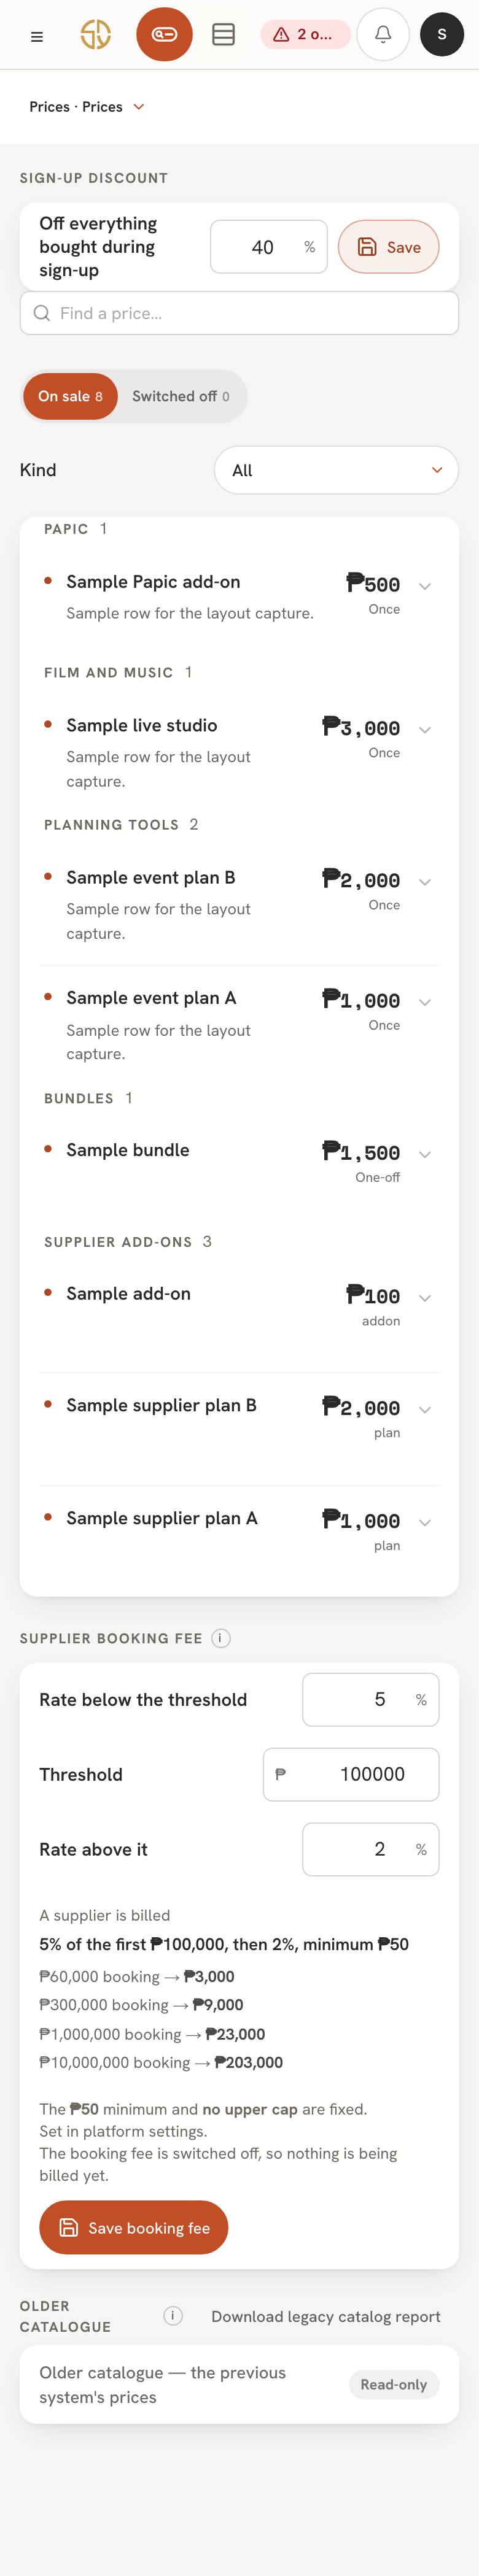 2 o...
S
Prices · Prices
SIGN-UP DISCOUNT
Off everything
bought during
sign-up
40 %
Save
Find a price...
On sale 8
Switched off 0
Kind
All
PAPIC 1
Sample Papic add-on
₱500
Sample row for the layout capture.
Once
FILM AND MUSIC 1
Sample live studio
₱3,000
Sample row for the layout
capture.
Once
PLANNING TOOLS 2
Sample event plan B
₱2,000
Sample row for the layout
capture.
Once
Sample event plan A
₱1,000
Sample row for the layout
capture.
Once
BUNDLES 1
Sample bundle
₱1,500
One-off
SUPPLIER ADD-ONS 3
Sample add-on
₱100
addon
Sample supplier plan B
₱2,000
plan
Sample supplier plan A
₱1,000
plan
SUPPLIER BOOKING FEE i
Rate below the threshold
5 %
Threshold
₱ 100000
Rate above it
2 %
A supplier is billed
5% of the first ₱100,000, then 2%, minimum ₱50
₱60,000 booking → ₱3,000
₱300,000 booking → ₱9,000
₱1,000,000 booking → ₱23,000
₱10,000,000 booking → ₱203,000
The ₱50 minimum and no upper cap are fixed.
Set in platform settings.
The booking fee is switched off, so nothing is being
billed yet.
Save booking fee
OLDER
CATALOGUE
i
Download legacy catalog report
Older catalogue — the previous
system's prices
Read-only